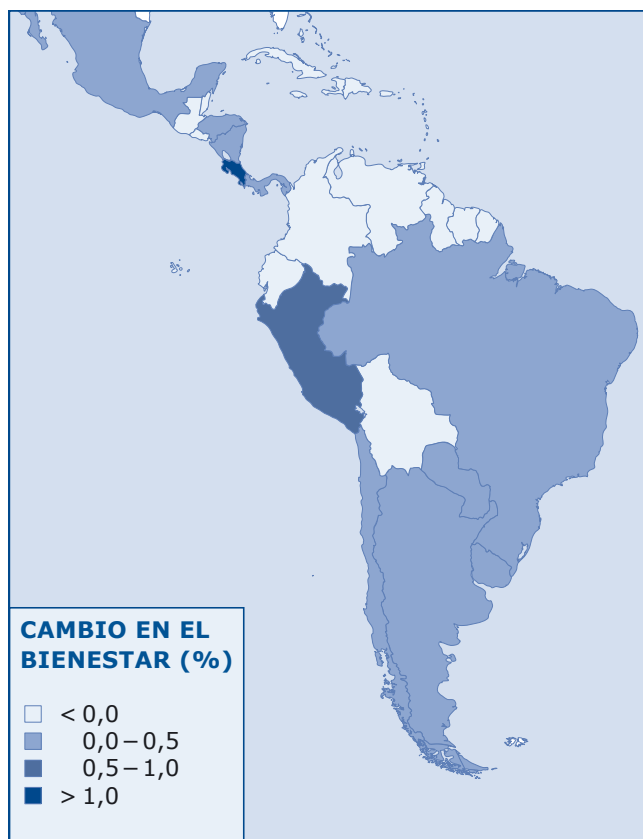 CAMBIO EN EL
BIENESTAR (%)
< 0,0
0,0 – 0,5
0,5 – 1,0
> 1,0